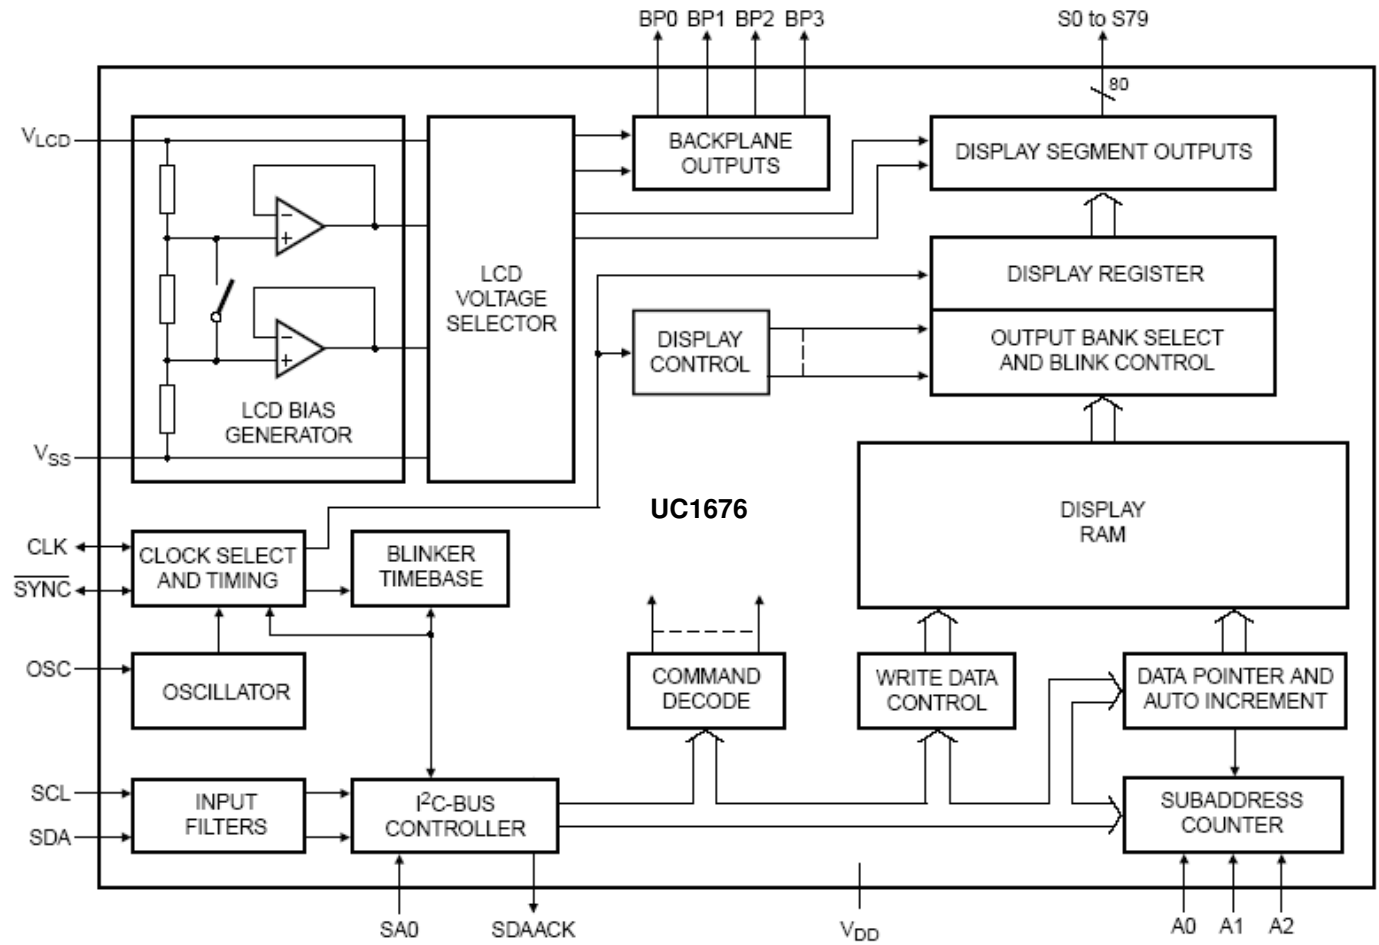 BP0 BP1 BP2 BP3
S0 to S79
80
V_LCD
BACKPLANE
OUTPUTS
DISPLAY SEGMENT OUTPUTS
−
+
LCD
VOLTAGE
SELECTOR
DISPLAY REGISTER
−
+
DISPLAY
CONTROL
OUTPUT BANK SELECT
AND BLINK CONTROL
LCD BIAS
GENERATOR
V_SS
UC1676
DISPLAY
RAM
CLK
SYNC
CLOCK SELECT
AND TIMING
BLINKER
TIMEBASE
OSC
OSCILLATOR
COMMAND
DECODE
WRITE DATA
CONTROL
DATA POINTER AND
AUTO INCREMENT
SCL
SDA
INPUT
FILTERS
I²C-BUS
CONTROLLER
SUBADDRESS
COUNTER
SA0
SDAACK
V_DD
A0 A1 A2